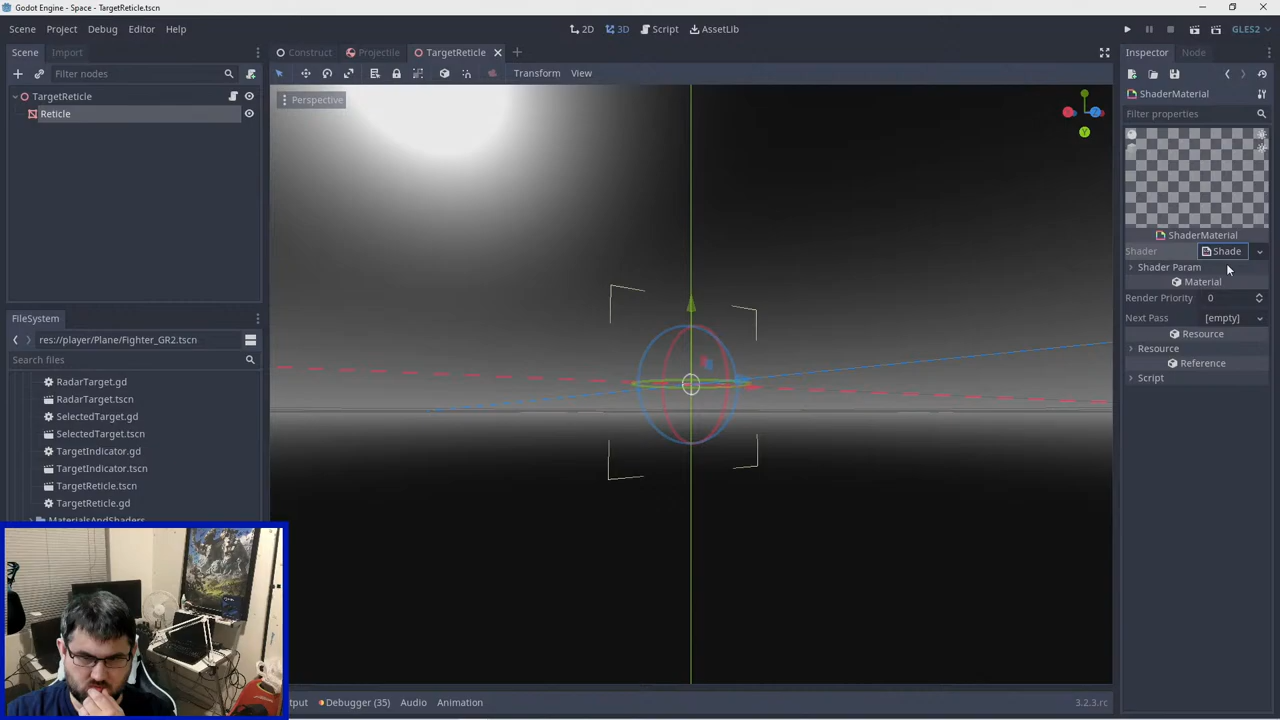 Godot Engine - Space - TargetReticle.tscn
Scene Project Debug Editor Help
2D 3D Script AssetLib
GLES2
Scene Import
Construct Projectile TargetReticle
Inspector Node
Filter nodes
Transform View
TargetReticle
Reticle
Perspective
ShaderMaterial
Filter properties
ShaderMaterial
Shader Shade
Shader Param
Material
Render Priority 0
Next Pass [empty]
Resource
Resource
Reference
Script
Y
Z
FileSystem
res://player/Plane/Fighter_GR2.tscn
Search files
RadarTarget.gd
RadarTarget.tscn
SelectedTarget.gd
SelectedTarget.tscn
TargetIndicator.gd
TargetIndicator.tscn
TargetReticle.tscn
TargetReticle.gd
MaterialsAndShaders
tput Debugger (35) Audio Animation
3.2.3.rc